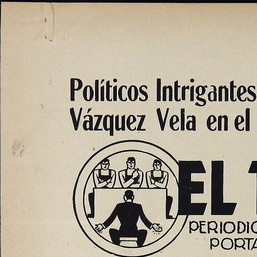 Políticos Intrigantes
Vázquez Vela en el
EL
PERIODIC
PORTA